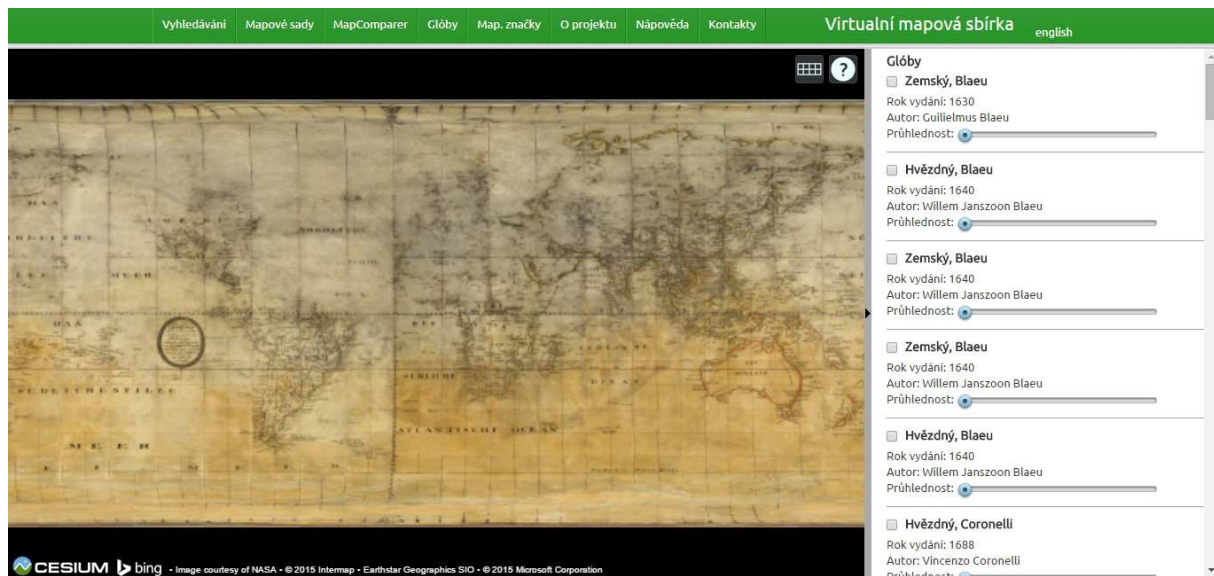 Vyhledávání Mapové sady MapComparer Glóby Map. značky O projektu Nápověda Kontakty Virtualní mapová sbírka english
Glóby
Zemský, Blaeu
Rok vydání: 1630
Autor: Guilielmus Blaeu
Průhlednost:
Hvězdný, Blaeu
Rok vydání: 1640
Autor: Willem Janszoon Blaeu
Průhlednost:
Zemský, Blaeu
Rok vydání: 1640
Autor: Willem Janszoon Blaeu
Průhlednost:
Zemský, Blaeu
Rok vydání: 1640
Autor: Willem Janszoon Blaeu
Průhlednost:
Hvězdný, Blaeu
Rok vydání: 1640
Autor: Willem Janszoon Blaeu
Průhlednost:
Hvězdný, Coronelli
Rok vydání: 1688
Autor: Vincenzo Coronelli
Průhlednost:
?
MEER
ATLANTISCHE OCEAN
MEER
CESIUM bing - Image courtesy of NASA - © 2015 Intermap - Earthstar Geographics SIO - © 2015 Microsoft Corporation